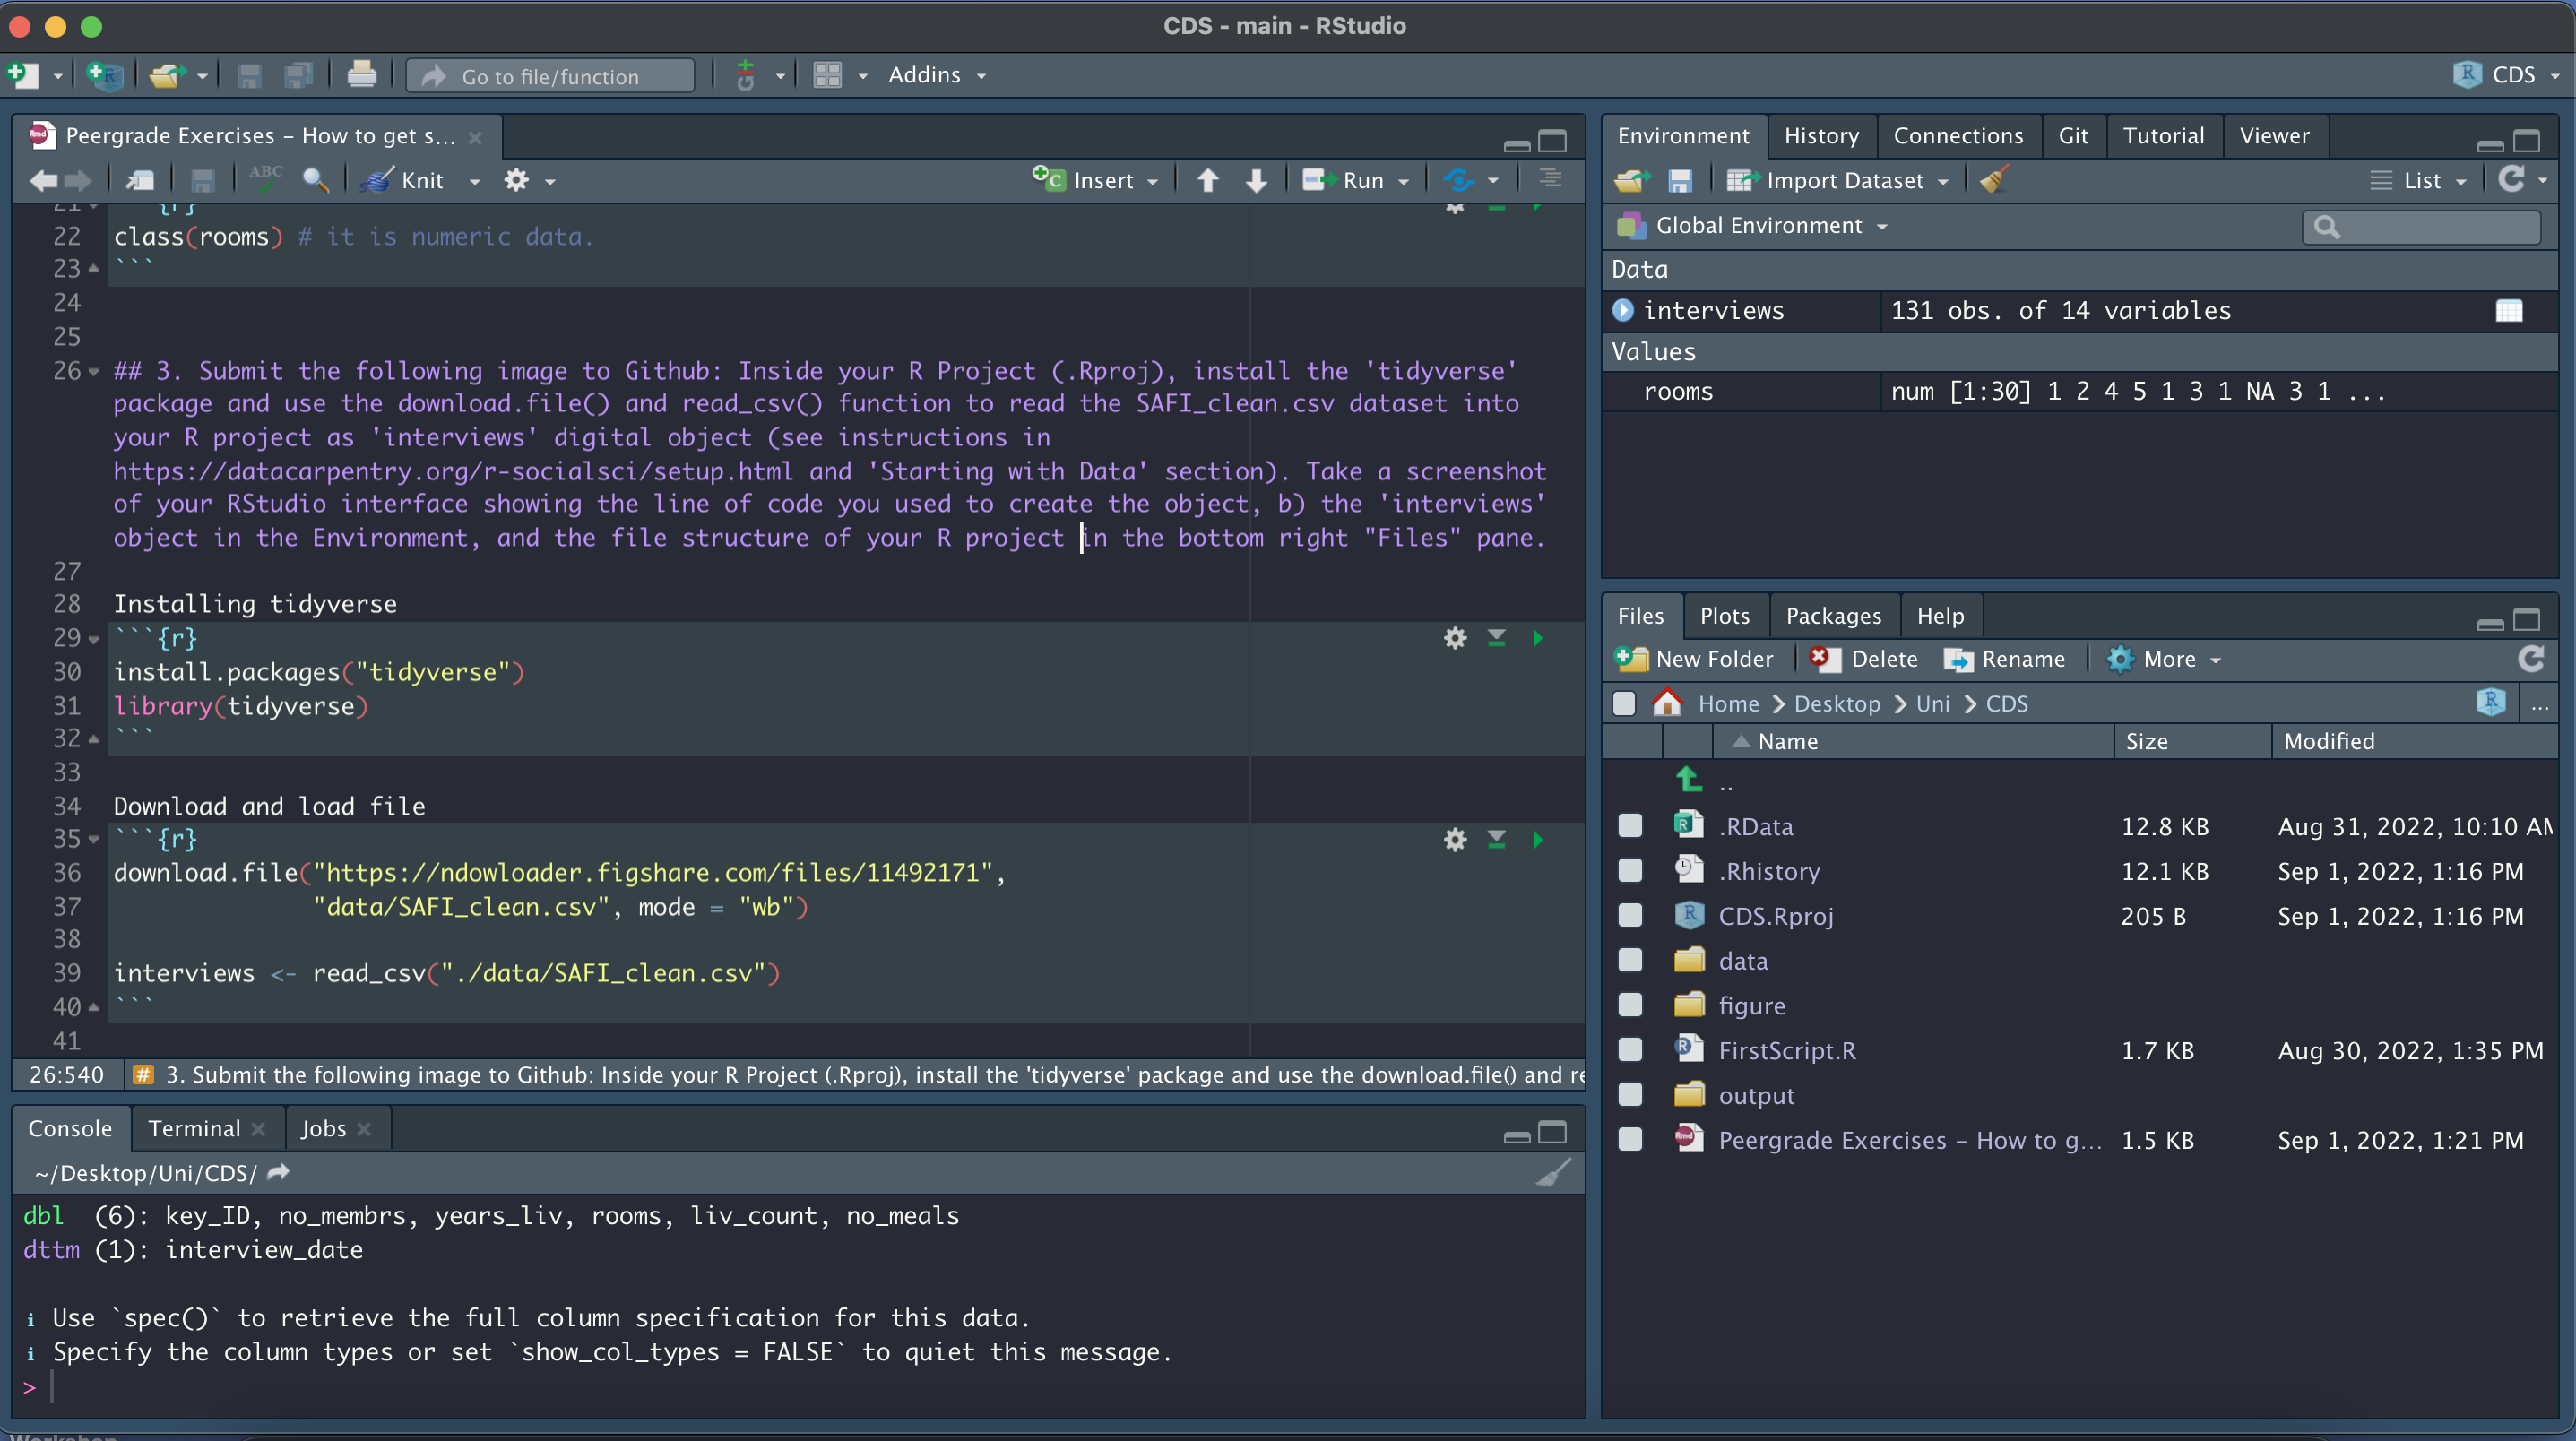 CDS - main - RStudio
Go to file/function
Addins
CDS
Peergrade Exercises – How to get s...
ABC
Knit
Insert
Run
21 ```{r}
22 class(rooms) # it is numeric data.
23 ```
24
25
26 ## 3. Submit the following image to Github: Inside your R Project (.Rproj), install the 'tidyverse'
package and use the download.file() and read_csv() function to read the SAFI_clean.csv dataset into
your R project as 'interviews' digital object (see instructions in
https://datacarpentry.org/r-socialsci/setup.html and 'Starting with Data' section). Take a screenshot
of your RStudio interface showing the line of code you used to create the object, b) the 'interviews'
object in the Environment, and the file structure of your R project in the bottom right "Files" pane.
27
28 Installing tidyverse
29 ```{r}
30 install.packages("tidyverse")
31 library(tidyverse)
32 ```
33
34 Download and load file
35 ```{r}
36 download.file("https://ndowloader.figshare.com/files/11492171",
37 "data/SAFI_clean.csv", mode = "wb")
38
39 interviews <- read_csv("./data/SAFI_clean.csv")
40 ```
41
26:540 # 3. Submit the following image to Github: Inside your R Project (.Rproj), install the 'tidyverse' package and use the download.file() and re
Console Terminal Jobs
~/Desktop/Uni/CDS/
dbl (6): key_ID, no_membrs, years_liv, rooms, liv_count, no_meals
dttm (1): interview_date
i Use `spec()` to retrieve the full column specification for this data.
i Specify the column types or set `show_col_types = FALSE` to quiet this message.
>
Environment History Connections Git Tutorial Viewer
Import Dataset List
Global Environment
Data
interviews 131 obs. of 14 variables
Values
rooms num [1:30] 1 2 4 5 1 3 1 NA 3 1 ...
Files Plots Packages Help
New Folder Delete Rename More
Home Desktop Uni CDS ...
Name Size Modified
..
.RData 12.8 KB Aug 31, 2022, 10:10 AM
.Rhistory 12.1 KB Sep 1, 2022, 1:16 PM
CDS.Rproj 205 B Sep 1, 2022, 1:16 PM
data
figure
FirstScript.R 1.7 KB Aug 30, 2022, 1:35 PM
output
Peergrade Exercises – How to g... 1.5 KB Sep 1, 2022, 1:21 PM